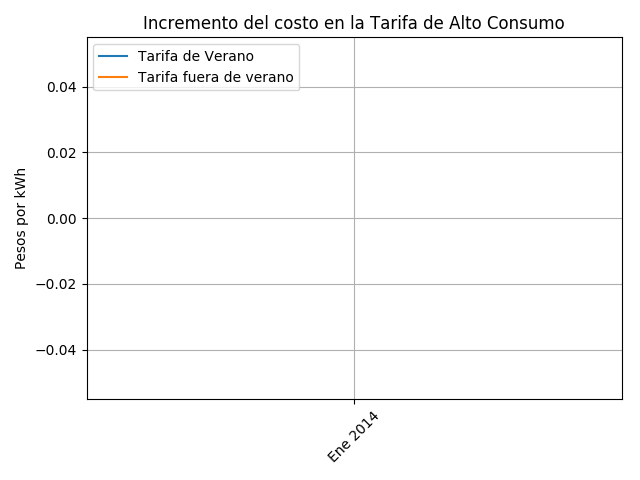 Incremento del costo en la Tarifa de Alto Consumo
Tarifa de Verano
Tarifa fuera de verano
Pesos por kWh
0.04
0.02
0.00
−0.02
−0.04
Ene 2014